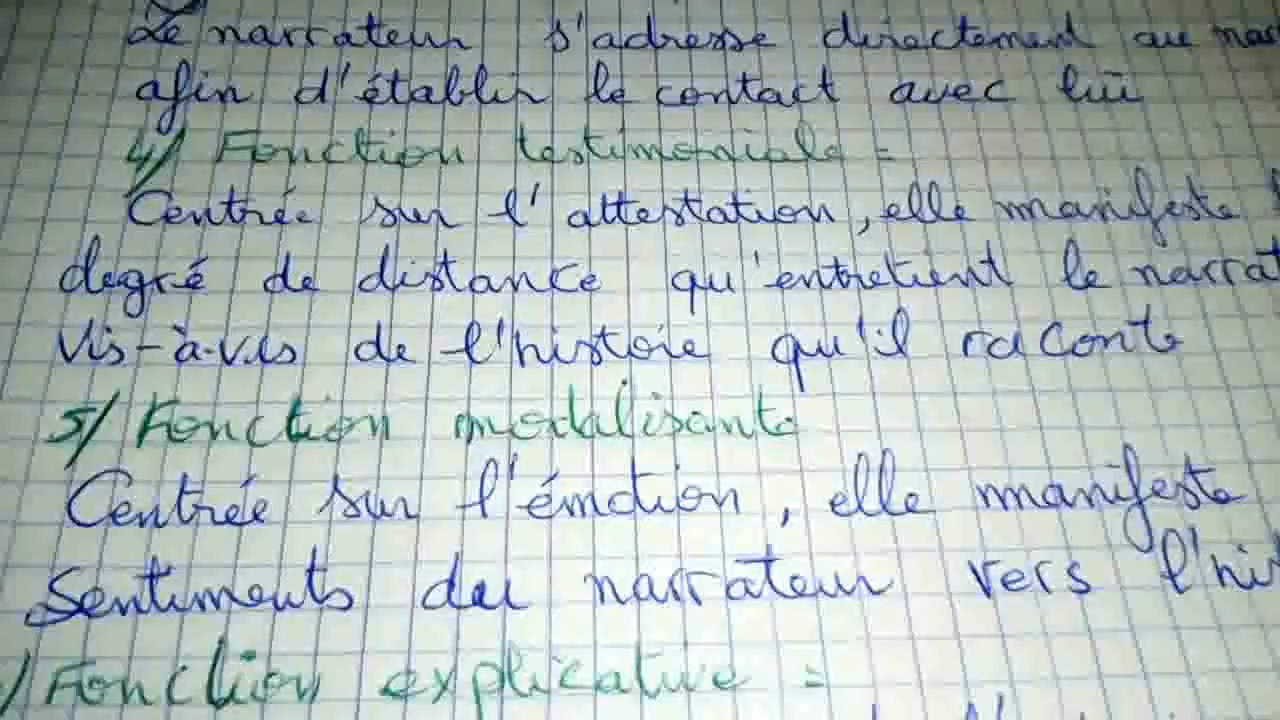 Le narrateur s'adresse directement au nar
afin d'établir le contact avec lui
4/ Fonction testimoniale =
Centrée sur l'attestation, elle manifeste
degré de distance qu'entretient le narrat
vis-à-vis de l'histoire qu'il raconte
5/ Fonction modalisante
Centrée sur l'émotion, elle manifeste
Sentiments du narrateur vers l'his
/ Fonction explicative =